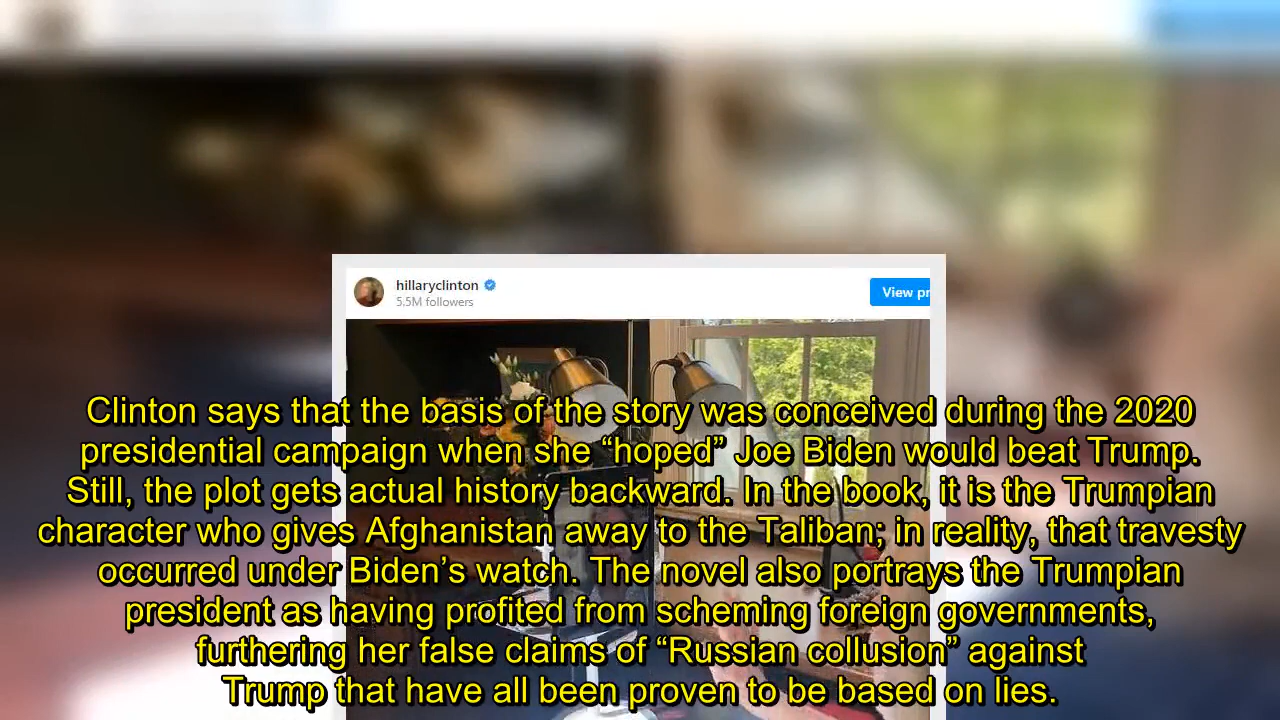 hillaryclinton
5,5M followers
View pr
Clinton says that the basis of the story was conceived during the 2020
presidential campaign when she “hoped” Joe Biden would beat Trump.
Still, the plot gets actual history backward. In the book, it is the Trumpian
character who gives Afghanistan away to the Taliban; in reality, that travesty
occurred under Biden’s watch. The novel also portrays the Trumpian
president as having profited from scheming foreign governments,
furthering her false claims of “Russian collusion” against
Trump that have all been proven to be based on lies.